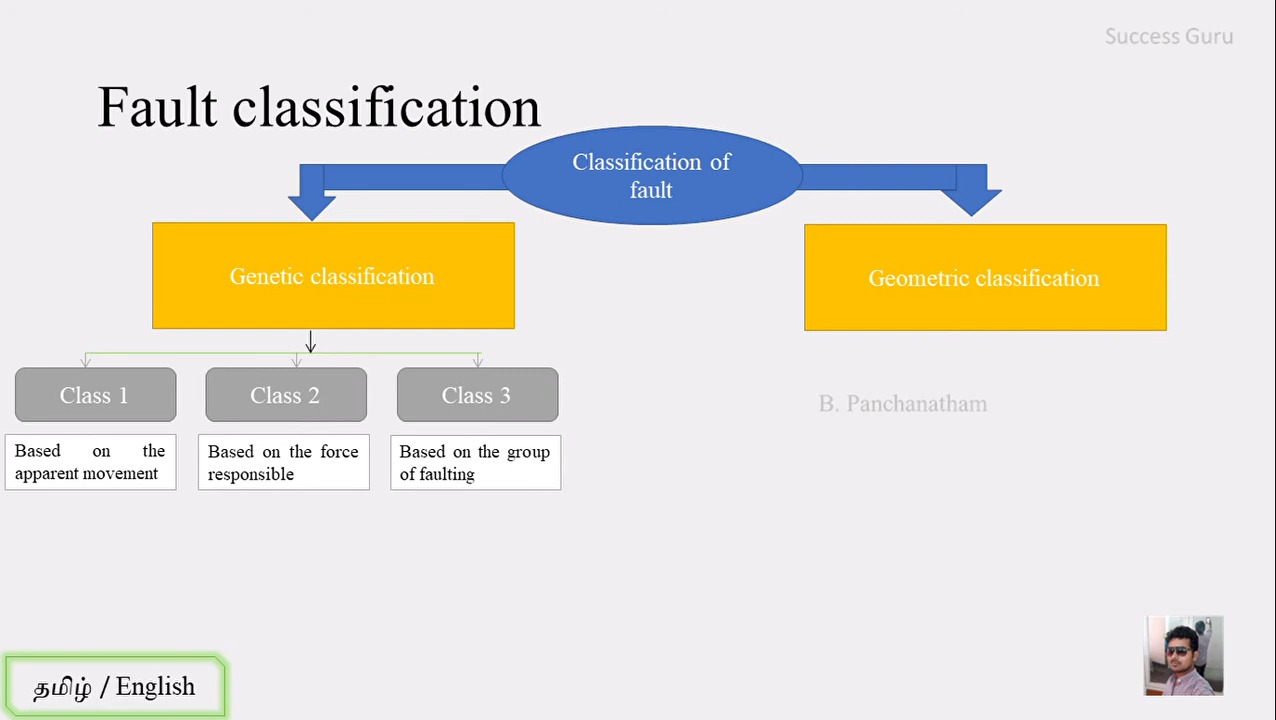 Success Guru
Fault classification
Classification of
fault
Genetic classification
Geometric classification
Class 1
Class 2
Class 3
B. Panchanatham
Based on the
apparent movement
Based on the force
responsible
Based on the group
of faulting
தமிழ் / English